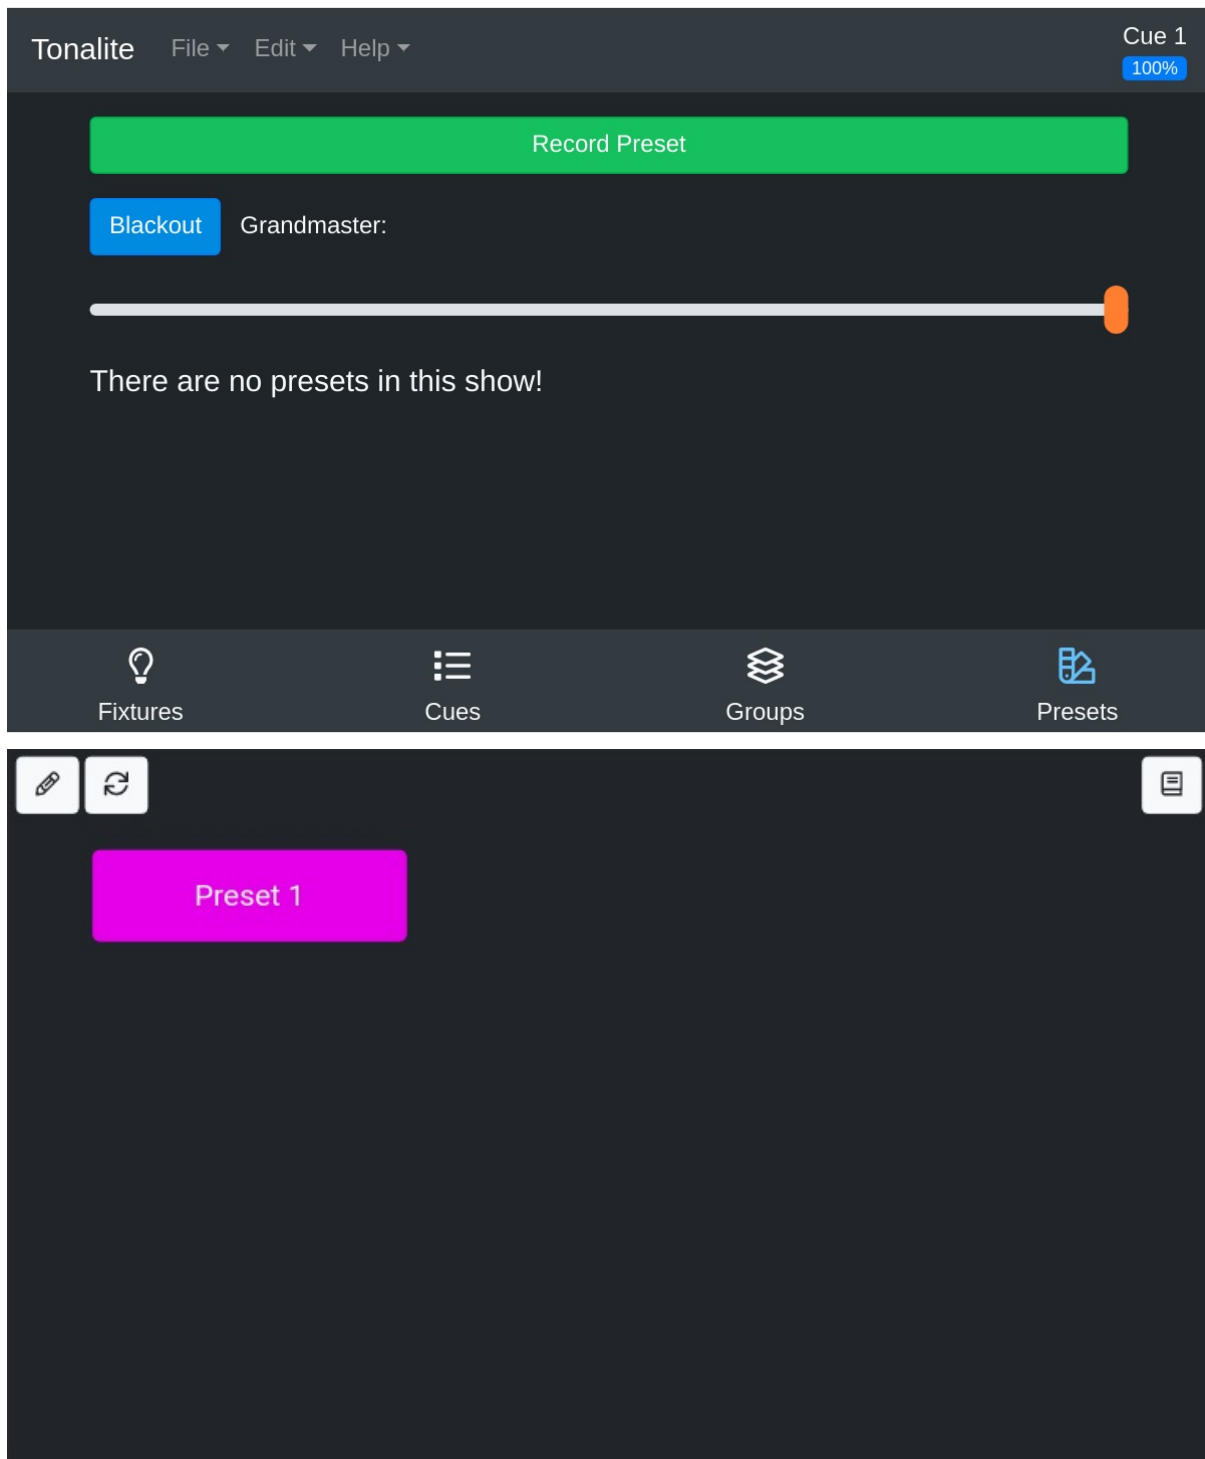 Tonalite File Edit Help Cue 1
100%
Record Preset
Blackout Grandmaster:
There are no presets in this show!
Fixtures Cues Groups Presets
Preset 1